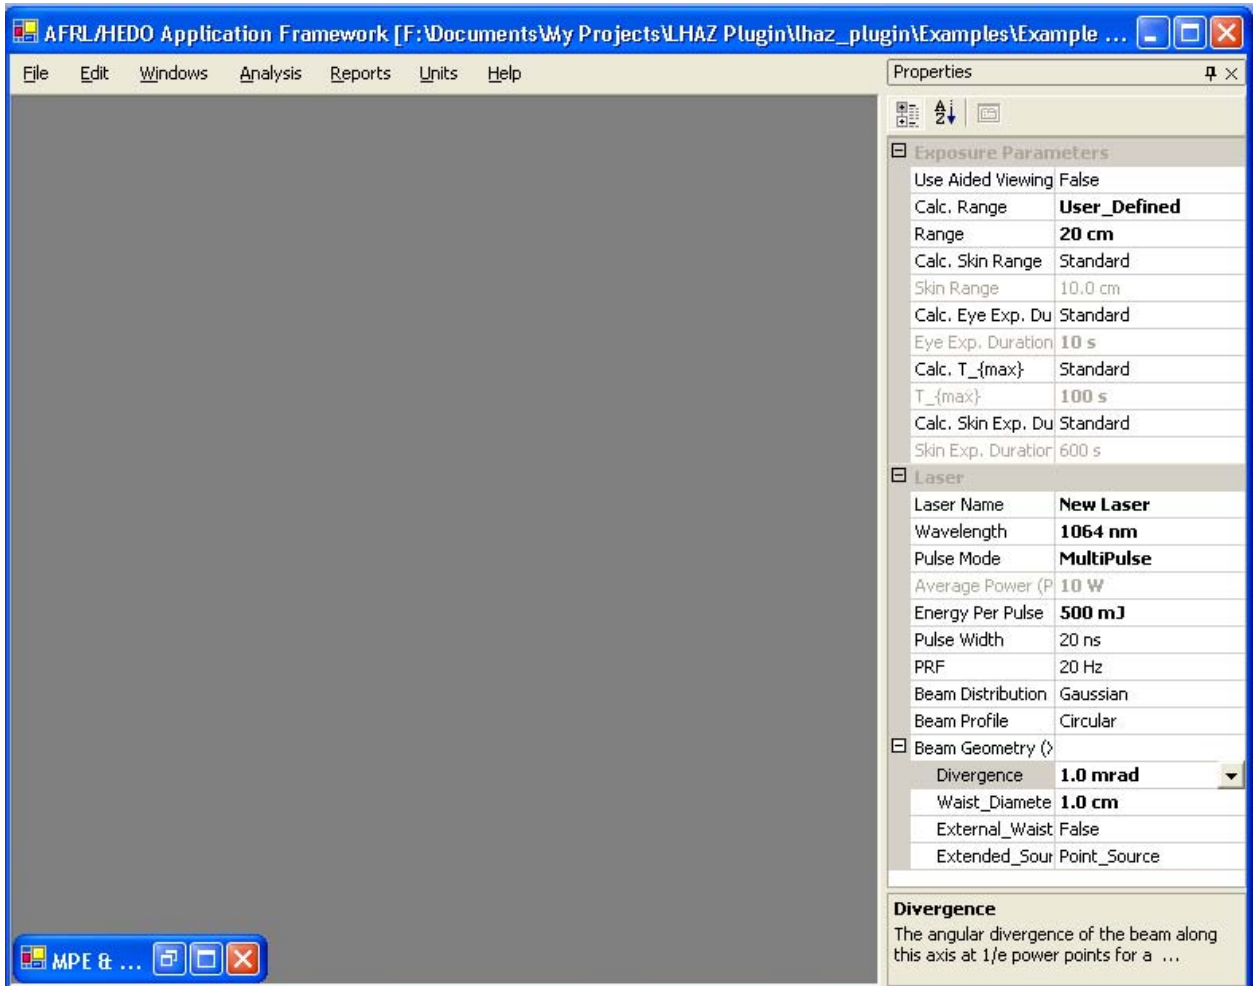 AFRL/HEDO Application Framework [F:\Documents\My Projects\LHAZ Plugin\lhaz_plugin\Examples\Example ...
File Edit Windows Analysis Reports Units Help
Properties
Exposure Parameters
Use Aided Viewing False
Calc. Range User_Defined
Range 20 cm
Calc. Skin Range Standard
Skin Range 10.0 cm
Calc. Eye Exp. Du Standard
Eye Exp. Duration 10 s
Calc. T_{max} Standard
T_{max} 100 s
Calc. Skin Exp. Du Standard
Skin Exp. Duration 600 s
Laser
Laser Name New Laser
Wavelength 1064 nm
Pulse Mode MultiPulse
Average Power (P 10 W
Energy Per Pulse 500 mJ
Pulse Width 20 ns
PRF 20 Hz
Beam Distribution Gaussian
Beam Profile Circular
Beam Geometry (X
Divergence 1.0 mrad
Waist_Diamete 1.0 cm
External_Waist False
Extended_Sour Point_Source
Divergence
The angular divergence of the beam along
this axis at 1/e power points for a ...
MPE & ...